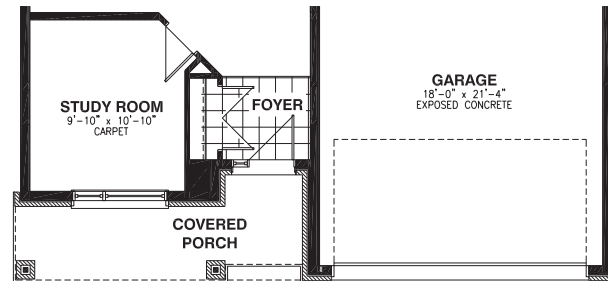 STUDY ROOM
9'-10" x 10'-10"
CARPET
FOYER
GARAGE
18'-0" x 21'-4"
EXPOSED CONCRETE
COVERED
PORCH